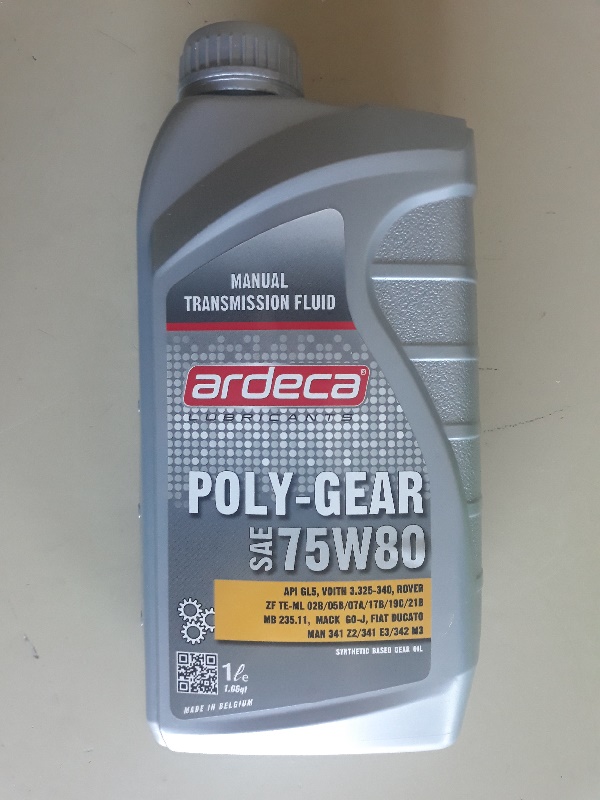 MANUAL
TRANSMISSION FLUID
ardeca®
LUBRICANTS
POLY-GEAR
SAE 75W80
API GL5, VOITH 3.325-340, ROVER
ZF TE-ML 02B/05B/07A/17B/19C/21B
MB 235.11, MACK GO-J, FIAT DUCATO
MAN 341 Z2/341 E3/342 M3
SYNTHETIC BASED GEAR OIL
1ℓe
1.06qt
MADE IN BELGIUM